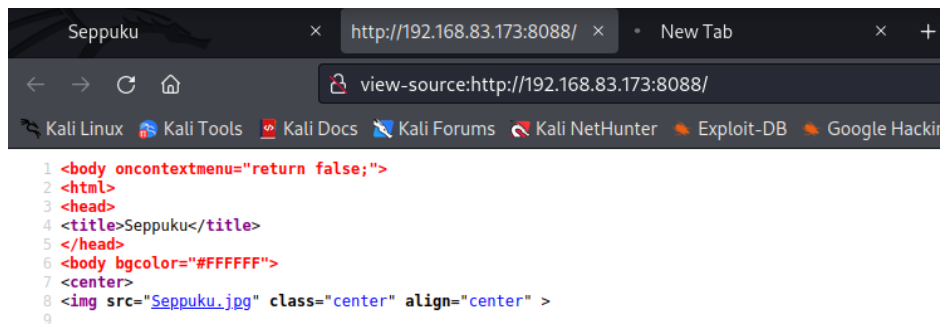 Seppuku × http://192.168.83.173:8088/ × New Tab × +
view-source:http://192.168.83.173:8088/
Kali Linux Kali Tools Kali Docs Kali Forums Kali NetHunter Exploit-DB Google Hackin
1 <body oncontextmenu="return false;">
2 <html>
3 <head>
4 <title>Seppuku</title>
5 </head>
6 <body bgcolor="#FFFFFF">
7 <center>
8 <img src="Seppuku.jpg" class="center" align="center" >
9